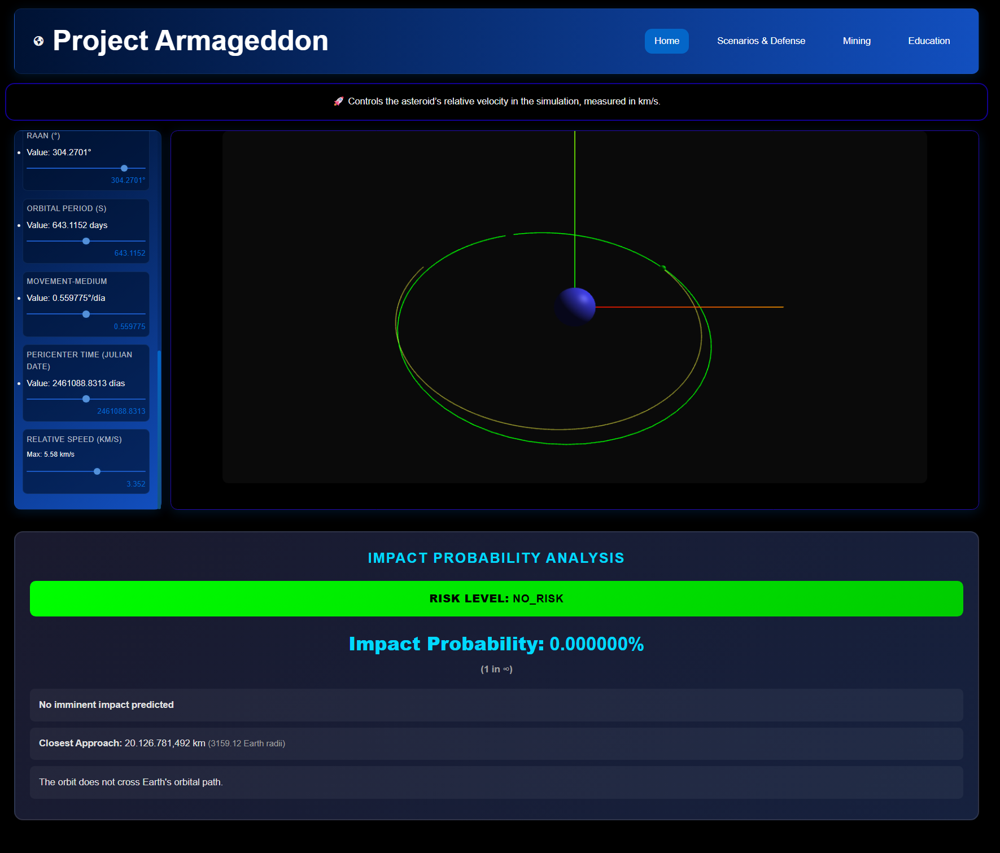 Project Armageddon
Home
Scenarios & Defense
Mining
Education
🚀 Controls the asteroid’s relative velocity in the simulation, measured in km/s.
RAAN (°)
Value: 304.2701°
304.2701°
ORBITAL PERIOD (S)
Value: 643.1152 days
643.1152
MOVEMENT-MEDIUM
Value: 0.559775°/día
0.559775
PERICENTER TIME (JULIAN
DATE)
Value: 2461088.8313 días
2461088.8313
RELATIVE SPEED (KM/S)
Max: 5.58 km/s
3.352
IMPACT PROBABILITY ANALYSIS
RISK LEVEL: NO_RISK
Impact Probability: 0.000000%
(1 in ∞)
No imminent impact predicted
Closest Approach: 20.126.781,492 km (3159.12 Earth radii)
The orbit does not cross Earth's orbital path.